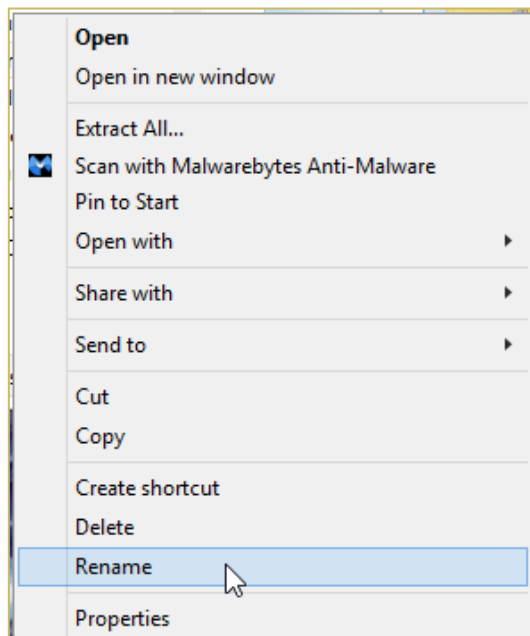 Open
Open in new window
Extract All...
Scan with Malwarebytes Anti-Malware
Pin to Start
Open with
Share with
Send to
Cut
Copy
Create shortcut
Delete
Rename
Properties